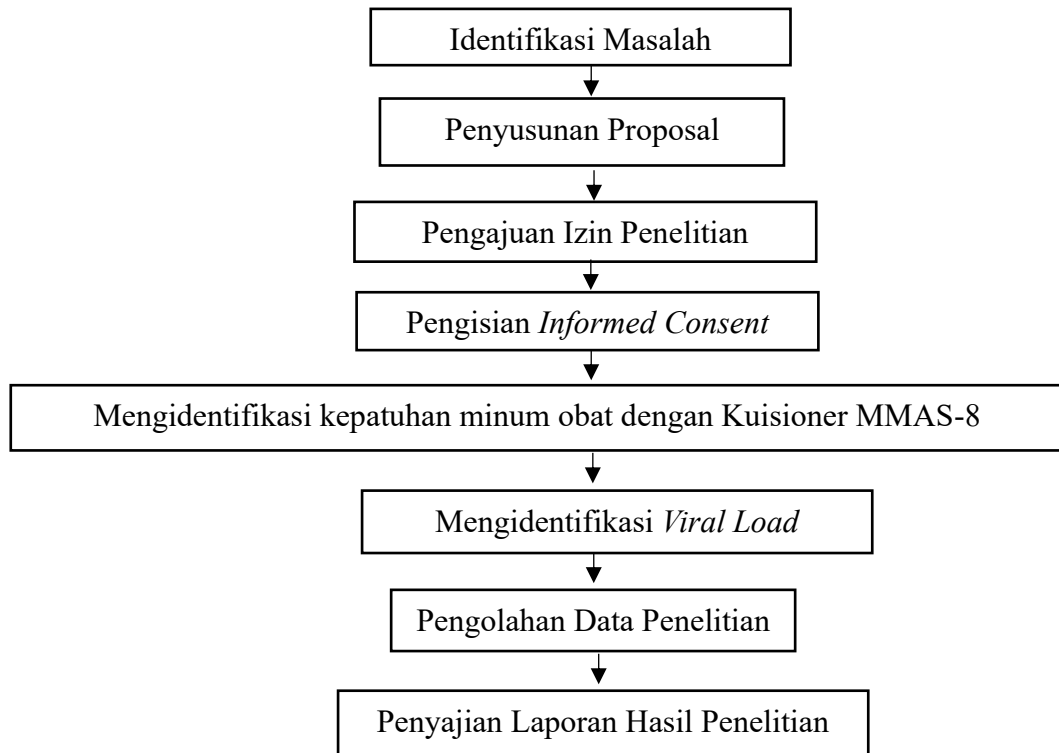 Identifikasi Masalah
Penyusunan Proposal
Pengajuan Izin Penelitian
Pengisian Informed Consent
Mengidentifikasi kepatuhan minum obat dengan Kuisioner MMAS-8
Mengidentifikasi Viral Load
Pengolahan Data Penelitian
Penyajian Laporan Hasil Penelitian